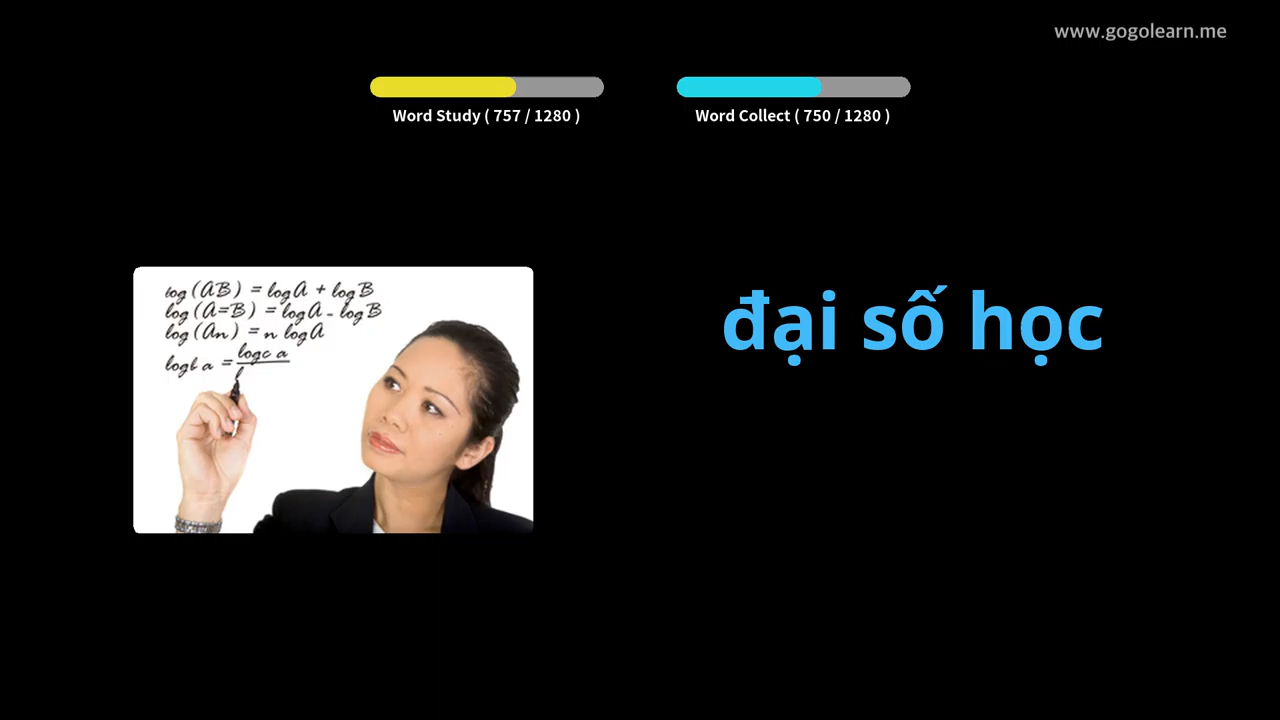 www.gogolearn.me
Word Study ( 757 / 1280 )
Word Collect ( 750 / 1280 )
log (AB) = log A + log B
log (A=B) = log A - log B
log (An) = n log A
logb a = logc a
đại số học